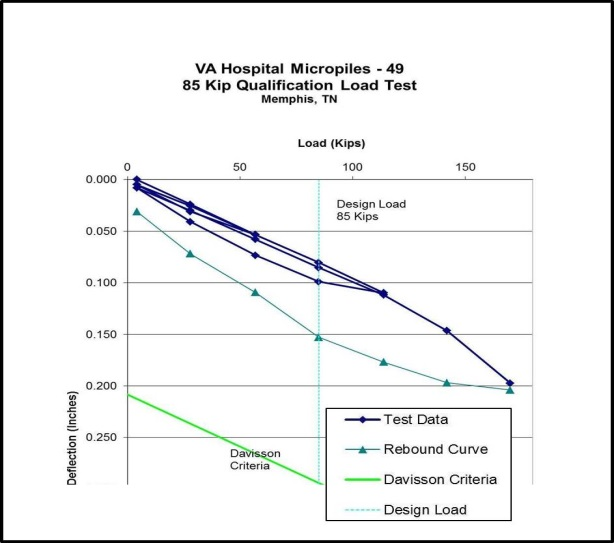 VA Hospital Micropiles - 49
85 Kip Qualification Load Test
Memphis, TN
Load (Kips)
0 50 100 150
0.000
0.050
0.100
0.150
0.200
0.250
Deflection (Inches)
Design Load
85 Kips
Davisson
Criteria
Test Data
Rebound Curve
Davisson Criteria
Design Load